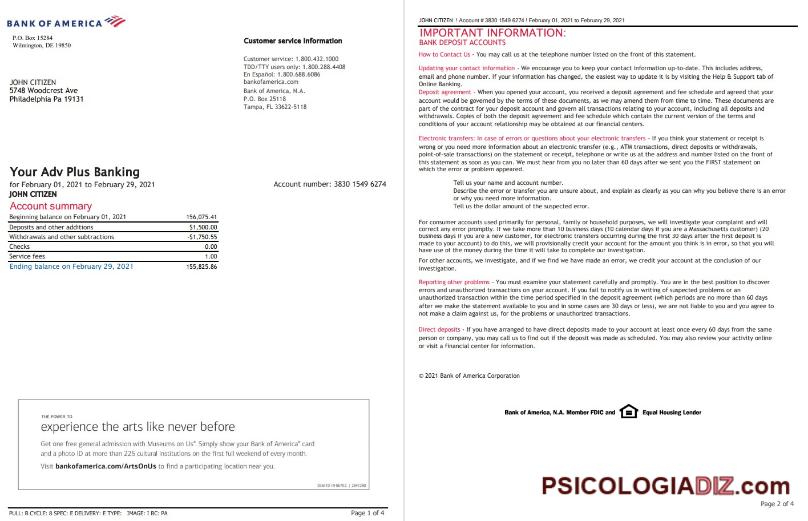 BANK OF AMERICA
P.O. Box 15284
Wilmington, DE 19850
Customer service information
Customer service: 1.800.432.1000
TDD/TTY users only: 1.800.288.4408
En Español: 1.800.688.6086
bankofamerica.com
Bank of America, N.A.
P.O. Box 25118
Tampa, FL 33622-5118
JOHN CITIZEN
5748 Woodcrest Ave
Philadelphia Pa 19131
Your Adv Plus Banking
for February 01, 2021 to February 29, 2021
Account number: 3830 1549 6274
JOHN CITIZEN
Account summary
Beginning balance on February 01, 2021 156,075.41
Deposits and other additions $1,500.00
Withdrawals and other subtractions -$1,750.55
Checks 0.00
Service fees 1.00
Ending balance on February 29, 2021 155,825.86
THE POWER TO
experience the arts like never before
Get one free general admission with Museums on Us®. Simply show your Bank of America® card
and a photo ID at more than 225 cultural institutions on the first full weekend of every month.
Visit bankofamerica.com/ArtsOnUs to find a participating location near you.
PULL: B CYCLE: 8 SPEC: E DELIVERY: E TYPE: IMAGE: I BC: PA
Page 1 of 4
JOHN CITIZEN ! Account # 3830 1549 6274 ! February 01, 2021 to February 29, 2021
IMPORTANT INFORMATION:
BANK DEPOSIT ACCOUNTS
How to Contact Us - You may call us at the telephone number listed on the front of this statement.
Updating your contact information - We encourage you to keep your contact information up-to-date. This includes address,
email and phone number. If your information has changed, the easiest way to update it is by visiting the Help & Support tab of
Online Banking.
Deposit agreement - When you opened your account, you received a deposit agreement and fee schedule and agreed that your
account would be governed by the terms of these documents, as we may amend them from time to time. These documents are
part of the contract for your deposit account and govern all transactions relating to your account, including all deposits and
withdrawals. Copies of both the deposit agreement and fee schedule which contain the current version of the terms and
conditions of your account relationship may be obtained at our financial centers.
Electronic transfers: In case of errors or questions about your electronic transfers - If you think your statement or receipt is
wrong or you need more information about an electronic transfer (e.g., ATM transactions, direct deposits or withdrawals,
point-of-sale transactions) on the statement or receipt, telephone or write us at the address and number listed on the front of
this statement as soon as you can. We must hear from you no later than 60 days after we sent you the FIRST statement on
which the error or problem appeared.
Tell us your name and account number.
Describe the error or transfer you are unsure about, and explain as clearly as you can why you believe there is an error
or why you need more information.
Tell us the dollar amount of the suspected error.
For consumer accounts used primarily for personal, family or household purposes, we will investigate your complaint and will
correct any error promptly. If we take more than 10 business days (10 calendar days if you are a Massachusetts customer) (20
business days if you are a new customer, for electronic transfers occurring during the first 30 days after the first deposit is
made to your account) to do this, we will provisionally credit your account for the amount you think is in error, so that you will
have use of the money during the time it will take to complete our investigation.
For other accounts, we investigate, and if we find we have made an error, we credit your account at the conclusion of our
investigation.
Reporting other problems - You must examine your statement carefully and promptly. You are in the best position to discover
errors and unauthorized transactions on your account. If you fail to notify us in writing of suspected problems or an
unauthorized transaction within the time period specified in the deposit agreement (which periods are no more than 60 days
after we make the statement available to you and in some cases are 30 days or less), we are not liable to you and you agree to
not make a claim against us, for the problems or unauthorized transactions.
Direct deposits - If you have arranged to have direct deposits made to your account at least once every 60 days from the same
person or company, you may call us to find out if the deposit was made as scheduled. You may also review your activity online
or visit a financial center for information.
© 2021 Bank of America Corporation
Bank of America, N.A. Member FDIC and Equal Housing Lender
PSICOLOGIADIZ.com
Page 2 of 4